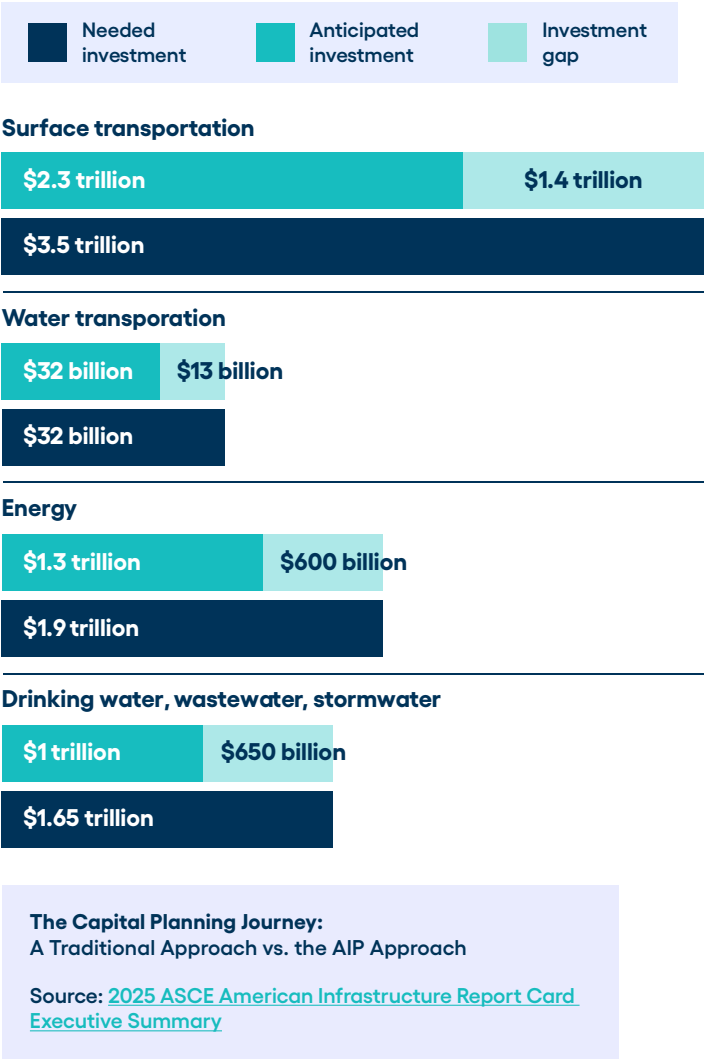 Needed
investment
Anticipated
investment
Investment
gap
Surface transportation
$2.3 trillion
$1.4 trillion
$3.5 trillion
Water transporation
$32 billion
$13 billion
$32 billion
Energy
$1.3 trillion
$600 billion
$1.9 trillion
Drinking water, wastewater, stormwater
$1 trillion
$650 billion
$1.65 trillion
The Capital Planning Journey:
A Traditional Approach vs. the AIP Approach
Source: 2025 ASCE American Infrastructure Report Card
Executive Summary